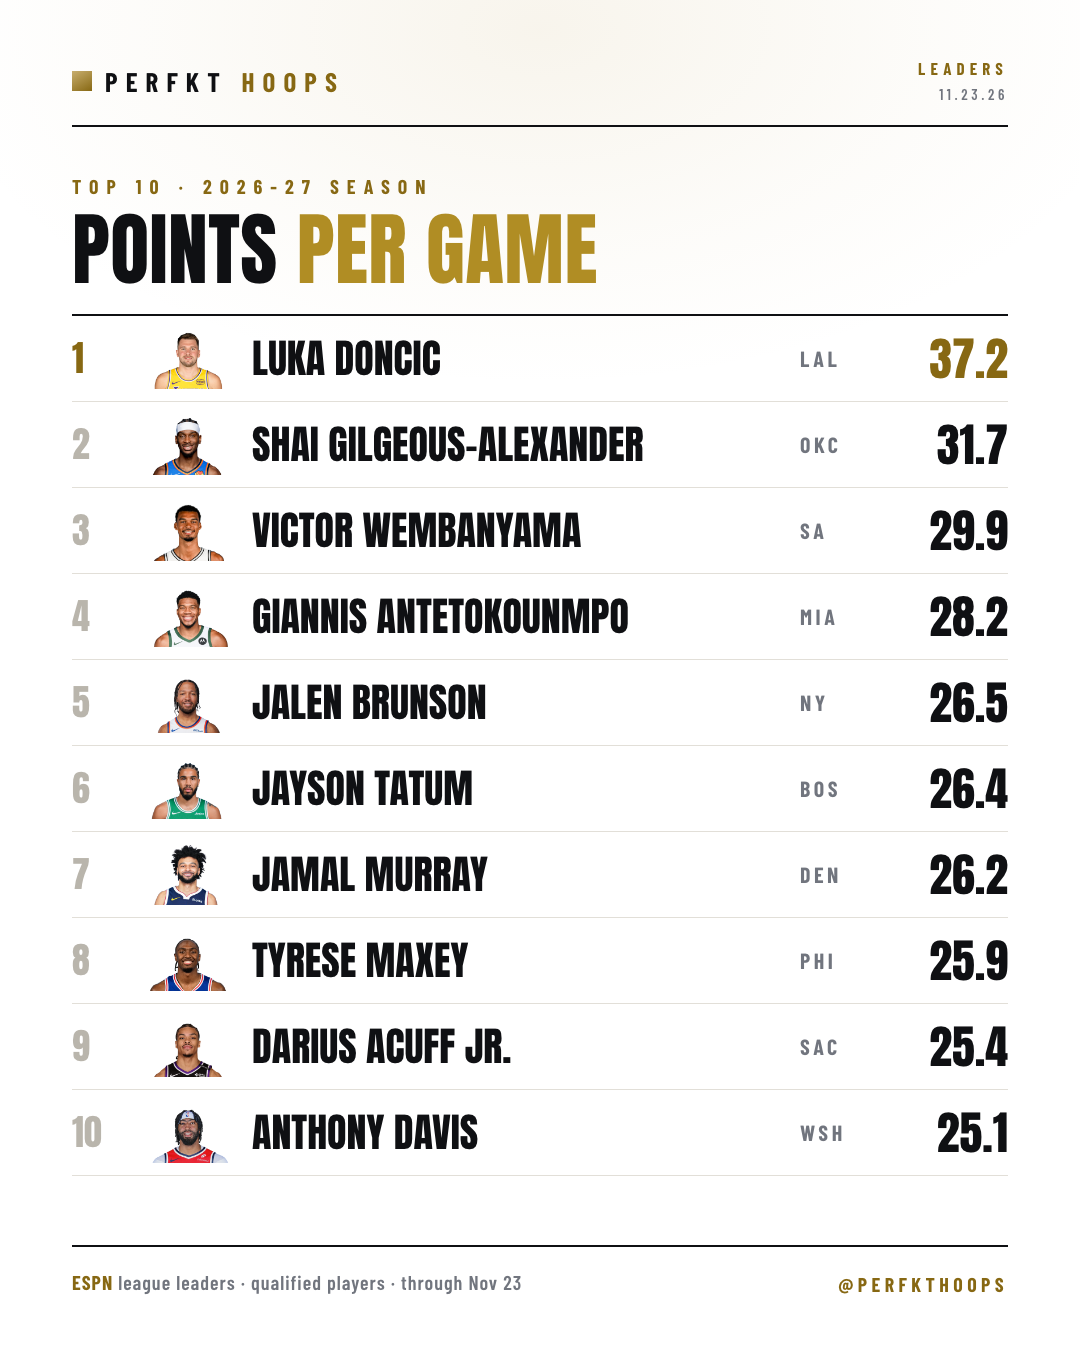 PERFKT HOOPS
LEADERS
11.23.26
TOP 10 · 2026-27 SEASON
POINTS PER GAME
1 LUKA DONCIC LAL 37.2
2 SHAI GILGEOUS-ALEXANDER OKC 31.7
3 VICTOR WEMBANYAMA SA 29.9
4 GIANNIS ANTETOKOUNMPO MIA 28.2
5 JALEN BRUNSON NY 26.5
6 JAYSON TATUM BOS 26.4
7 JAMAL MURRAY DEN 26.2
8 TYRESE MAXEY PHI 25.9
9 DARIUS ACUFF JR. SAC 25.4
10 ANTHONY DAVIS WSH 25.1
ESPN league leaders · qualified players · through Nov 23
@PERFKTHOOPS